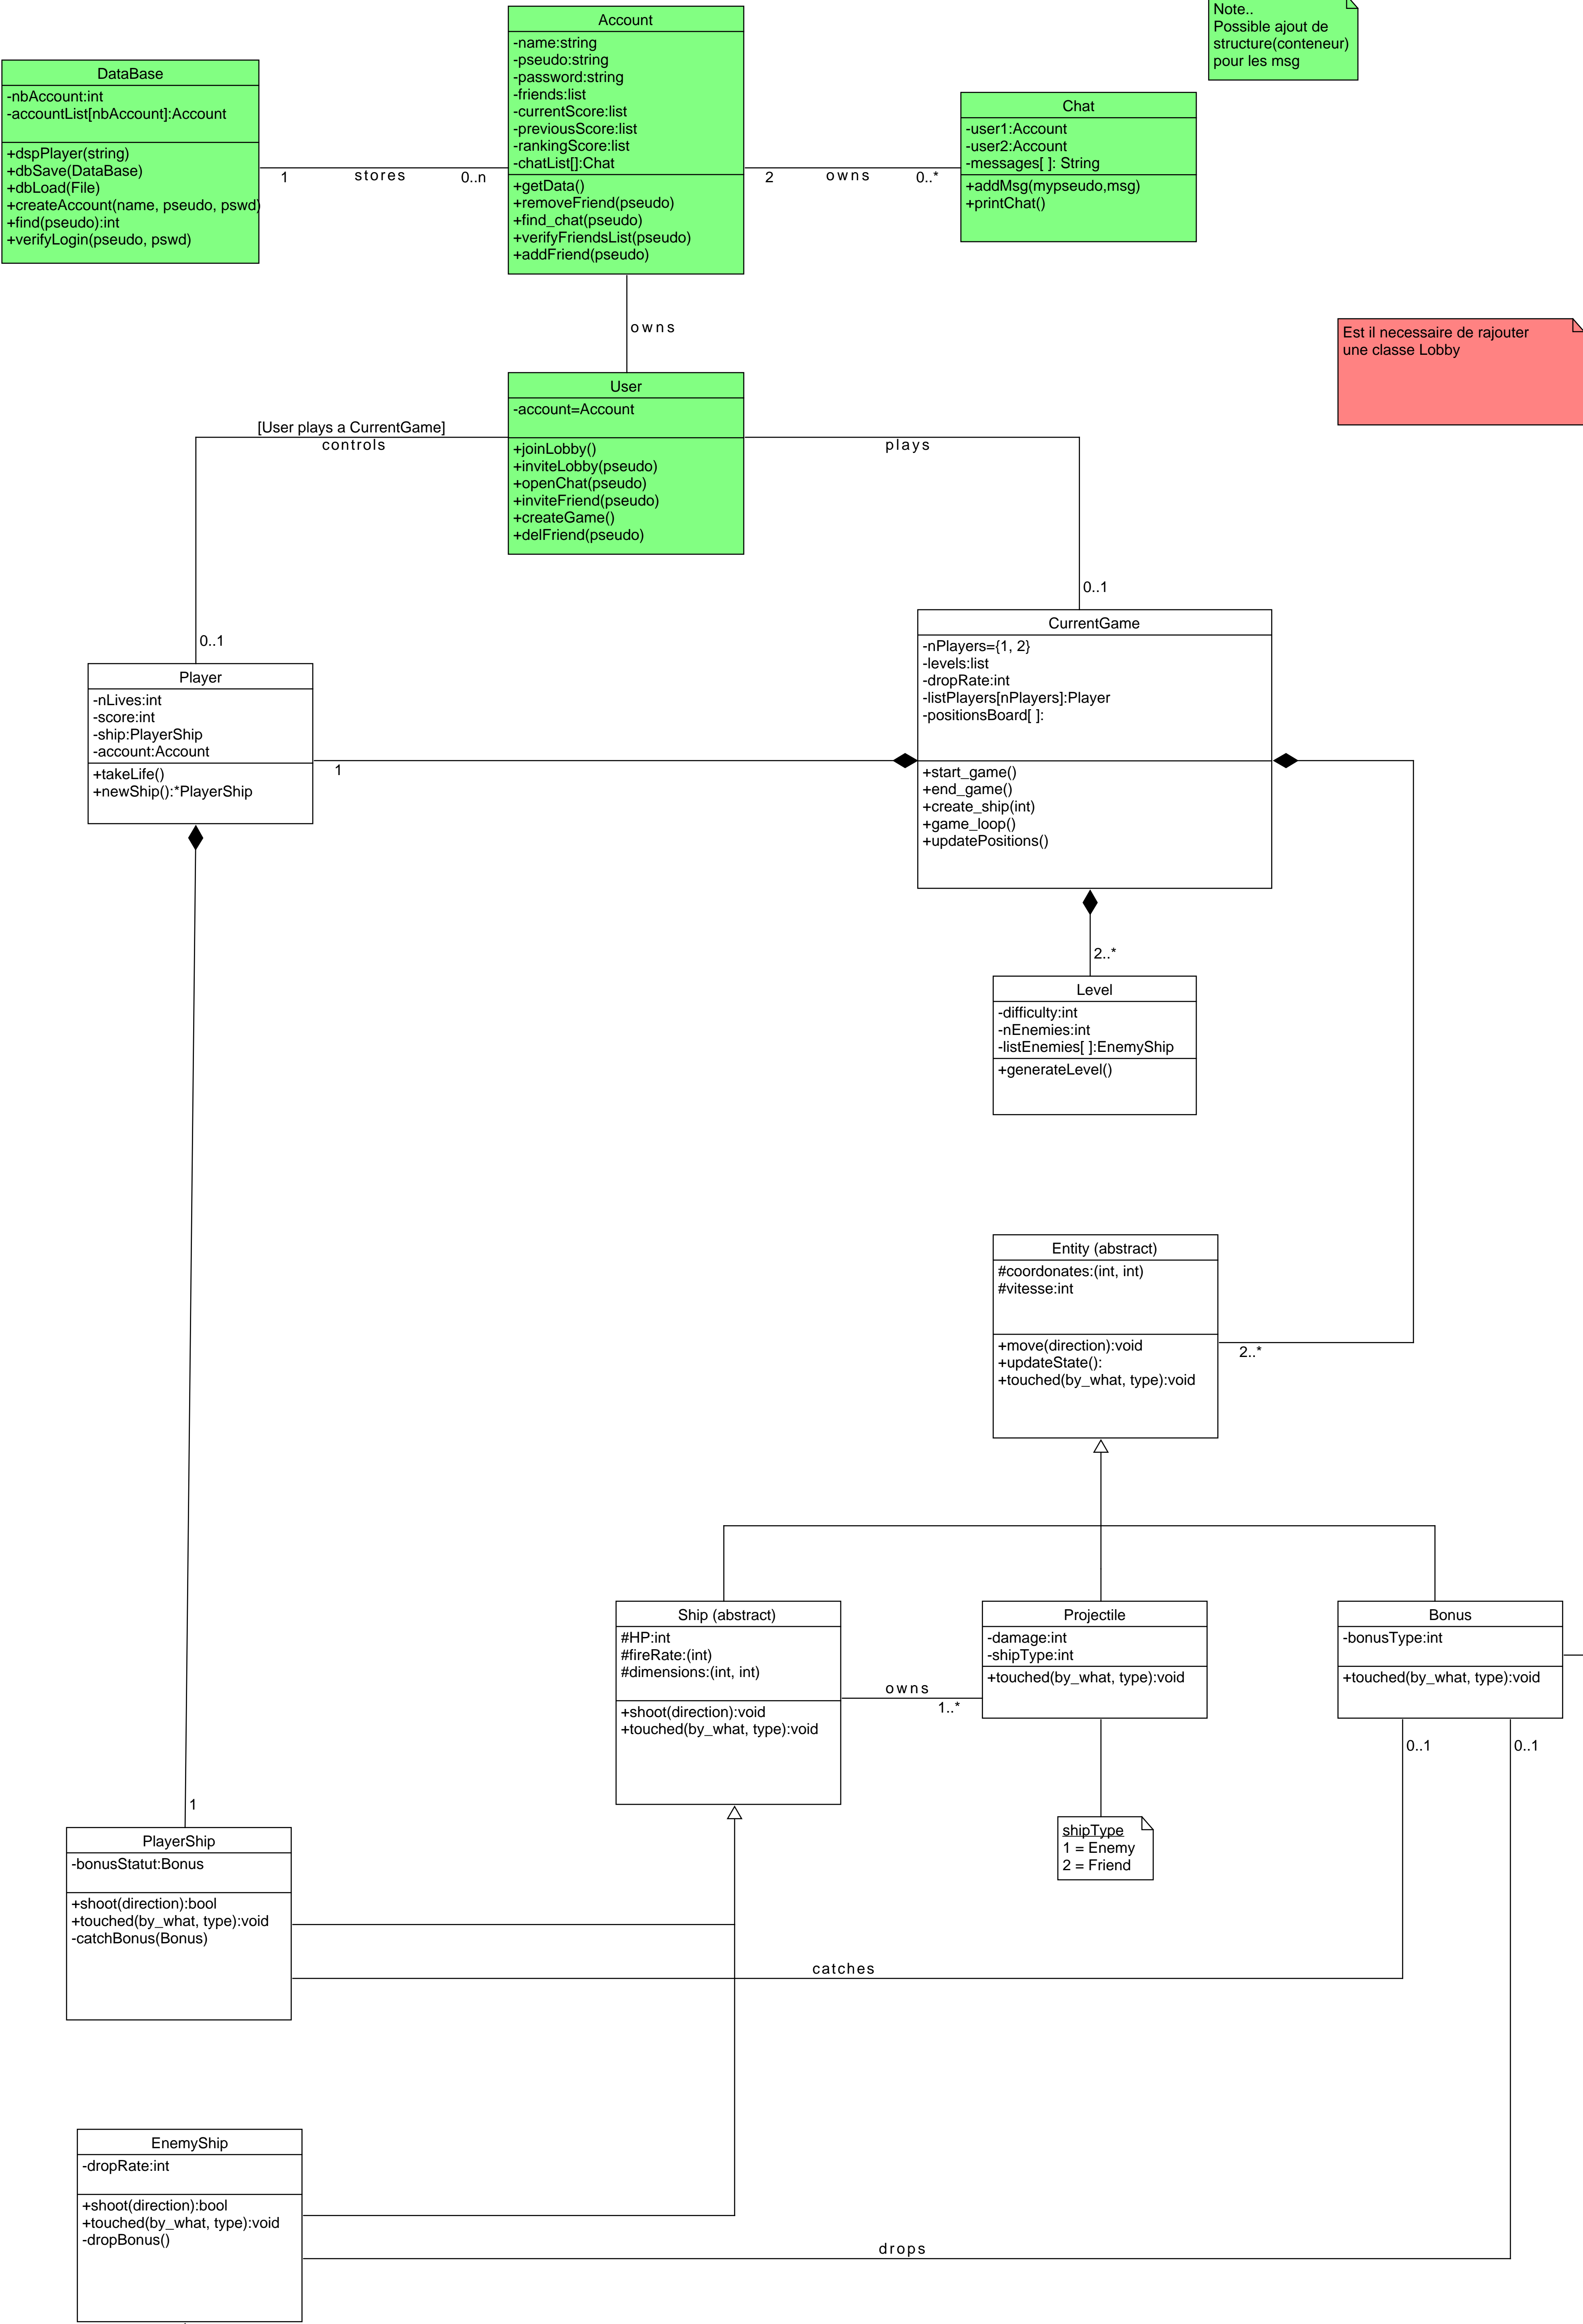 Note..
Possible ajout de
structure(conteneur)
pour les msg
Account
-name:string
-pseudo:string
-password:string
-friends:list
-currentScore:list
-previousScore:list
-rankingScore:list
-chatList[]:Chat
+getData()
+removeFriend(pseudo)
+find_chat(pseudo)
+verifyFriendsList(pseudo)
+addFriend(pseudo)
DataBase
-nbAccount:int
-accountList[nbAccount]:Account
+dspPlayer(string)
+dbSave(DataBase)
+dbLoad(File)
+createAccount(name, pseudo, pswd)
+find(pseudo):int
+verifyLogin(pseudo, pswd)
1
stores
0..n
2
owns
0..*
Chat
-user1:Account
-user2:Account
-messages[ ]: String
+addMsg(mypseudo,msg)
+printChat()
owns
Est il necessaire de rajouter
une classe Lobby
User
-account=Account
+joinLobby()
+inviteLobby(pseudo)
+openChat(pseudo)
+inviteFriend(pseudo)
+createGame()
+delFriend(pseudo)
[User plays a CurrentGame]
controls
0..1
plays
0..1
Player
-nLives:int
-score:int
-ship:PlayerShip
-account:Account
+takeLife()
+newShip():*PlayerShip
1
CurrentGame
-nPlayers={1, 2}
-levels:list
-dropRate:int
-listPlayers[nPlayers]:Player
-positionsBoard[ ]:
+start_game()
+end_game()
+create_ship(int)
+game_loop()
+updatePositions()
2..*
Level
-difficulty:int
-nEnemies:int
-listEnemies[ ]:EnemyShip
+generateLevel()
Entity (abstract)
#coordonates:(int, int)
#vitesse:int
+move(direction):void
+updateState():
+touched(by_what, type):void
2..*
Ship (abstract)
#HP:int
#fireRate:(int)
#dimensions:(int, int)
+shoot(direction):void
+touched(by_what, type):void
owns
1..*
Projectile
-damage:int
-shipType:int
+touched(by_what, type):void
Bonus
-bonusType:int
+touched(by_what, type):void
0..1
0..1
shipType
1 = Enemy
2 = Friend
1
PlayerShip
-bonusStatut:Bonus
+shoot(direction):bool
+touched(by_what, type):void
-catchBonus(Bonus)
catches
EnemyShip
-dropRate:int
+shoot(direction):bool
+touched(by_what, type):void
-dropBonus()
drops